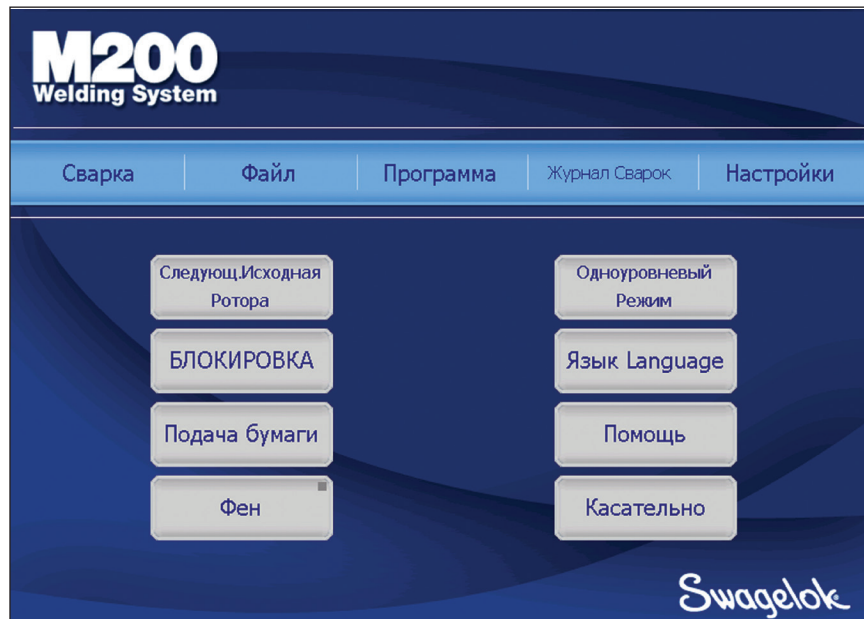 M200
Welding System
Сварка Файл Программа Журнал Сварок Настройки
Следующ.Исходная
Ротора
Одноуровневый
Режим
БЛОКИРОВКА
Язык Language
Подача бумаги
Помощь
Фен
Касательно
Swagelok